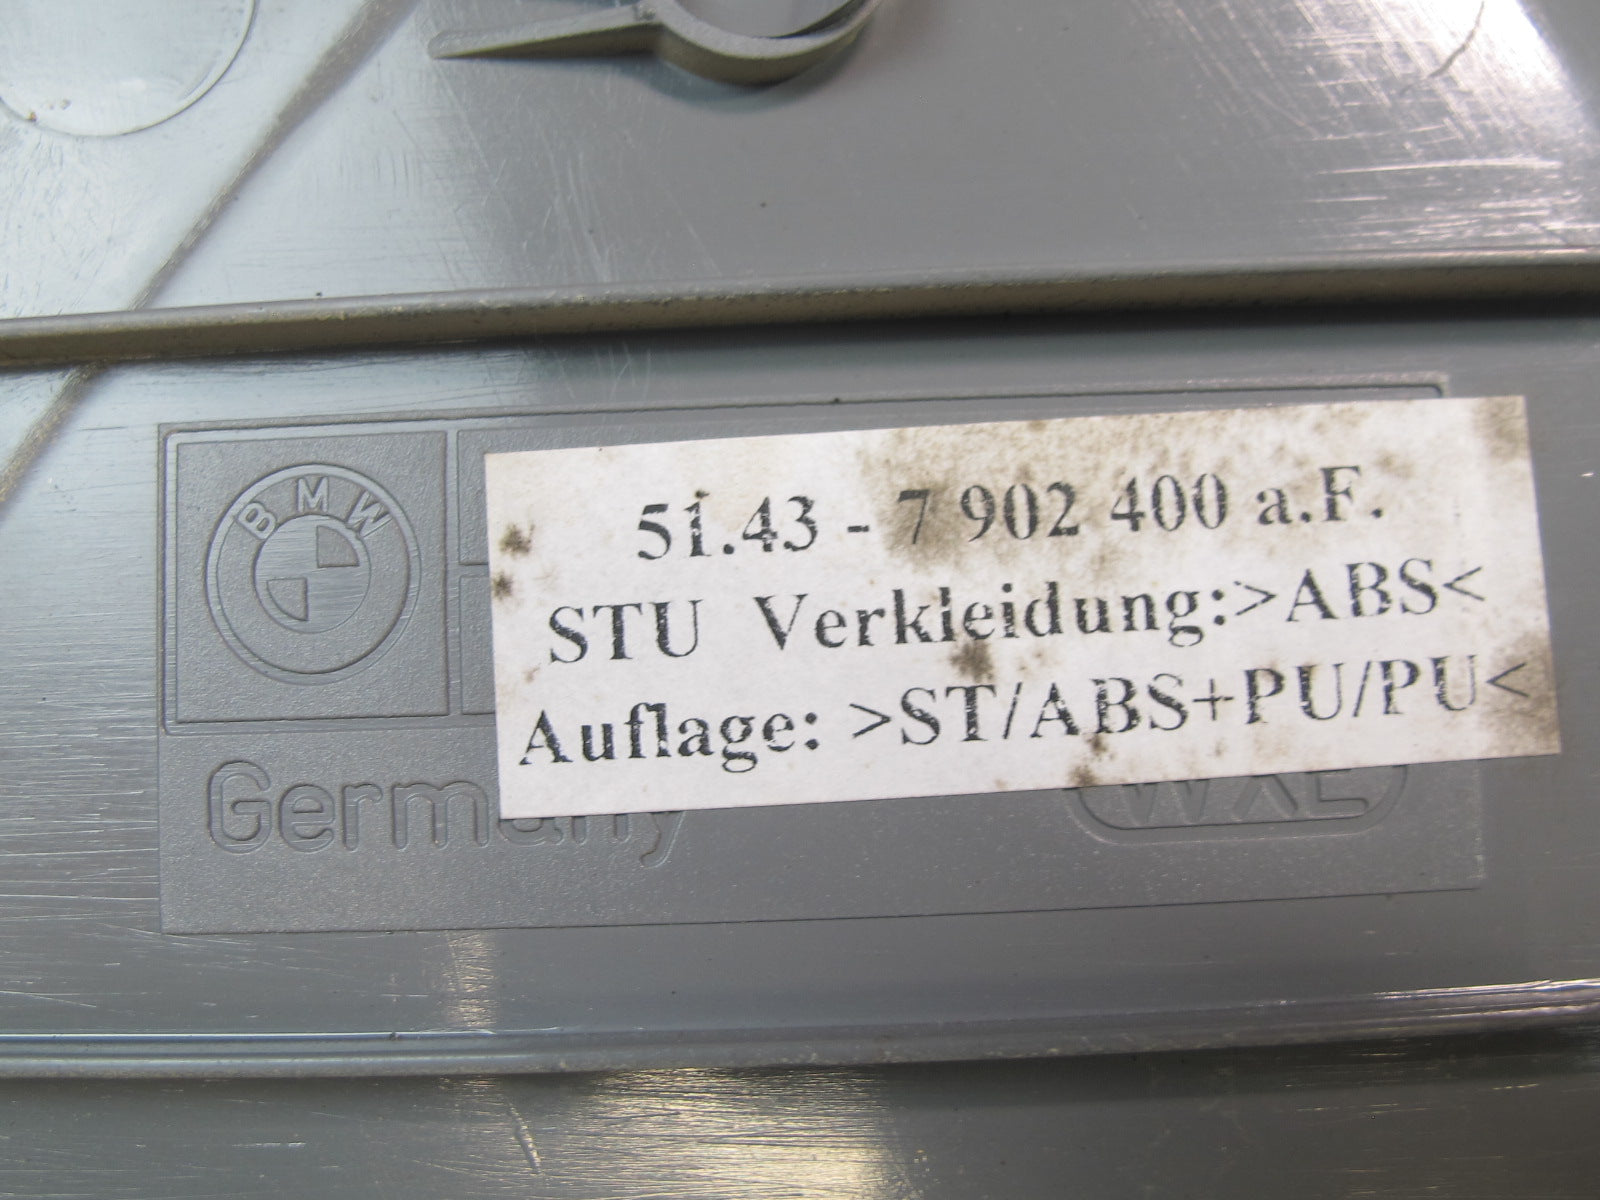 BMW
51.43 - 7 902 400 a.F.
STU Verkleidung:>ABS<
Auflage: >ST/ABS+PU/PU<
Germany